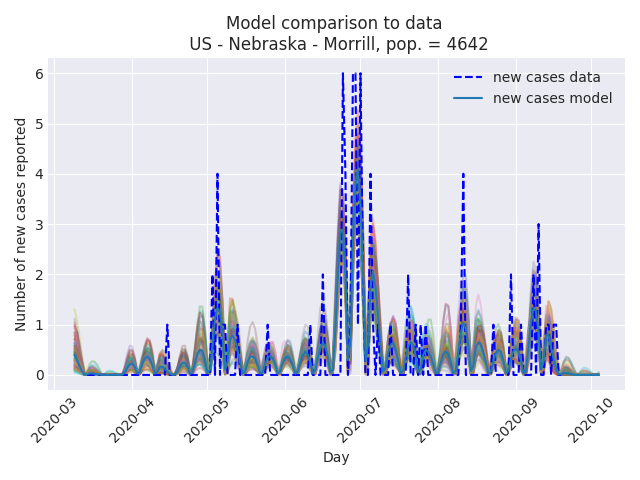 Model comparison to data
US - Nebraska - Morrill, pop. = 4642
new cases data
new cases model
Number of new cases reported
6
5
4
3
2
1
0
2020-03
2020-04
2020-05
2020-06
2020-07
2020-08
2020-09
2020-10
Day